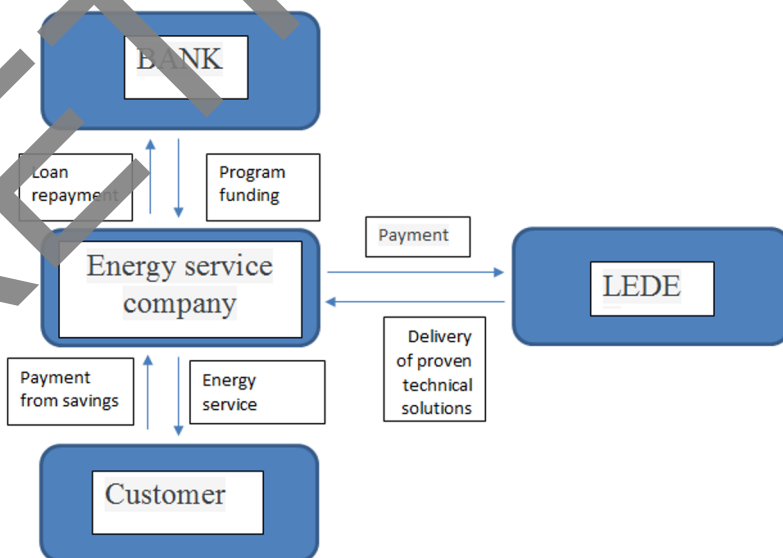 BANK
Loan
repayment
Program
funding
Energy service
company
Payment
LEDE
Delivery
of proven
technical
solutions
Payment
from savings
Energy
service
Customer